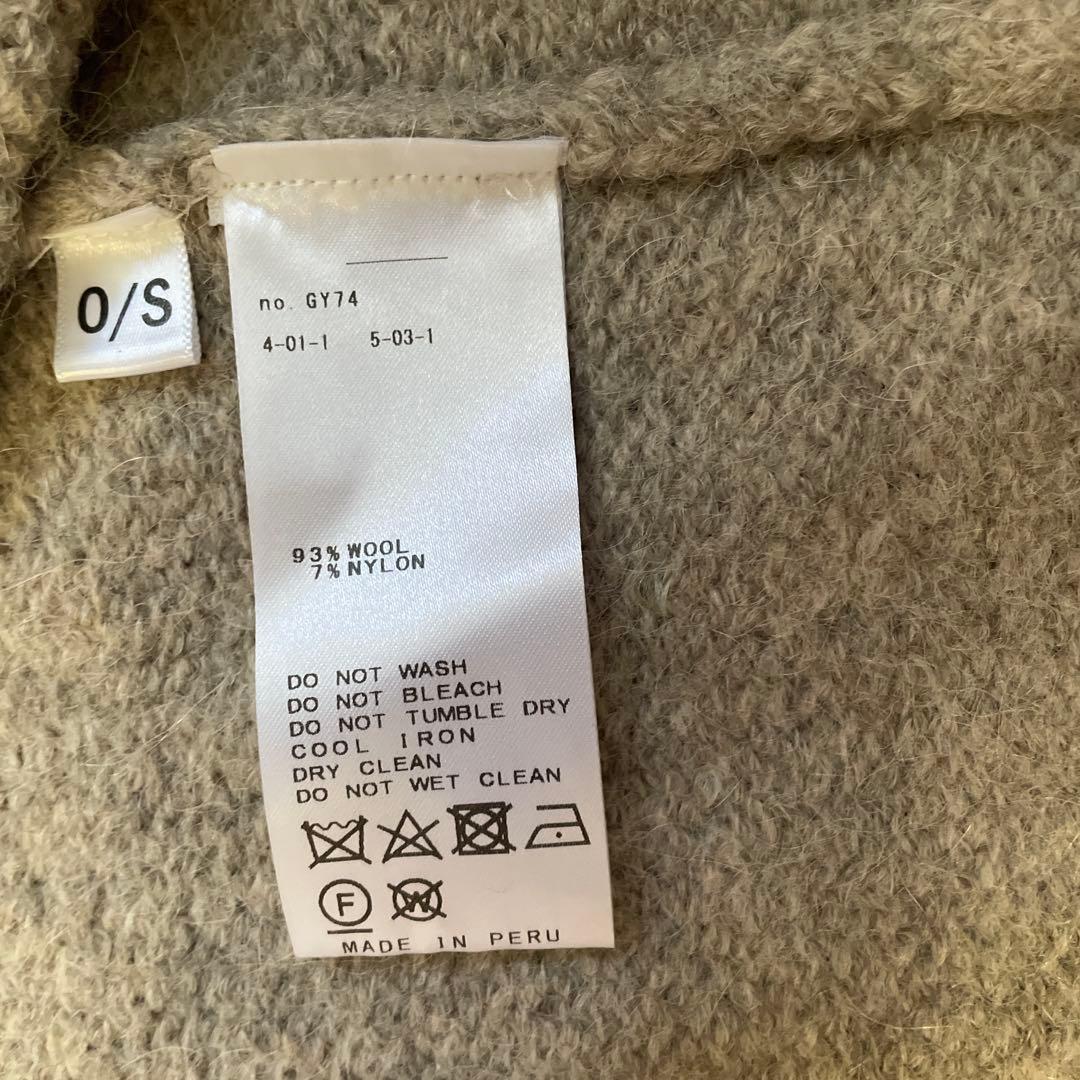 O/S
no. GY74
4-01-1 5-03-1
93% WOOL
7% NYLON
DO NOT WASH
DO NOT BLEACH
DO NOT TUMBLE DRY
COOL IRON
DRY CLEAN
DO NOT WET CLEAN
F W
MADE IN PERU